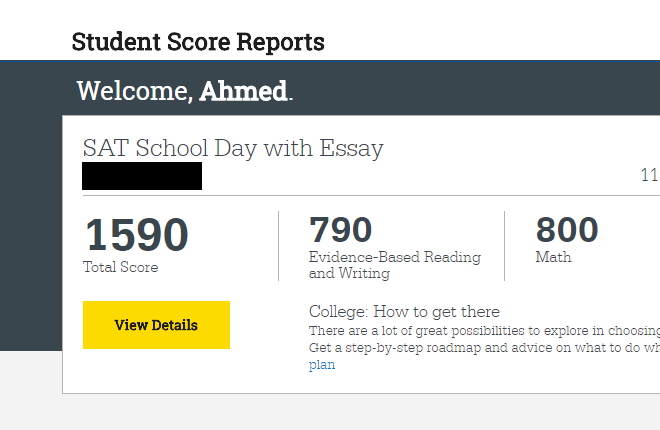 Student Score Reports
Welcome, Ahmed.
SAT School Day with Essay
11
1590
Total Score
790
Evidence-Based Reading
and Writing
800
Math
View Details
College: How to get there
There are a lot of great possibilities to explore in choosing
Get a step-by-step roadmap and advice on what to do wh
plan